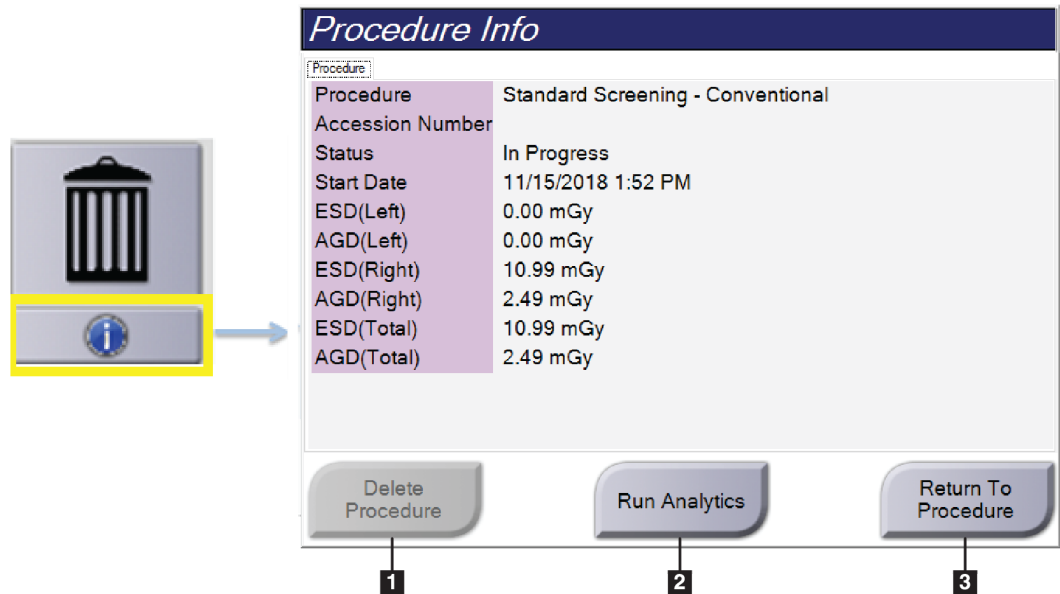 Procedure Info
Procedure
Procedure Standard Screening - Conventional
Accession Number
Status In Progress
Start Date 11/15/2018 1:52 PM
ESD(Left) 0.00 mGy
AGD(Left) 0.00 mGy
ESD(Right) 10.99 mGy
AGD(Right) 2.49 mGy
ESD(Total) 10.99 mGy
AGD(Total) 2.49 mGy
Delete
Procedure
Run Analytics
Return To
Procedure
1 2 3